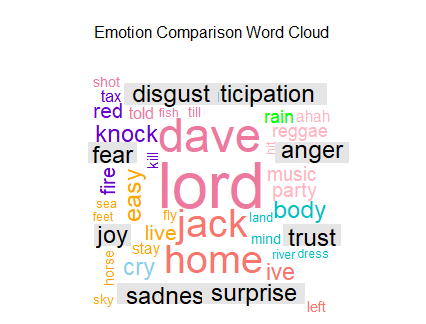 Emotion Comparison Word Cloud
shot
tax
disgust
ticipation
red
told
fish
till
rain
ahah
knock
dave
reggae
fear
kill
hit
anger
fire
easy
lord
music
party
sea
feet
fly
jack
land
body
joy
live
mind
trust
stay
home
river
dress
horse
cry
ive
sky
sadnes
surprise
left